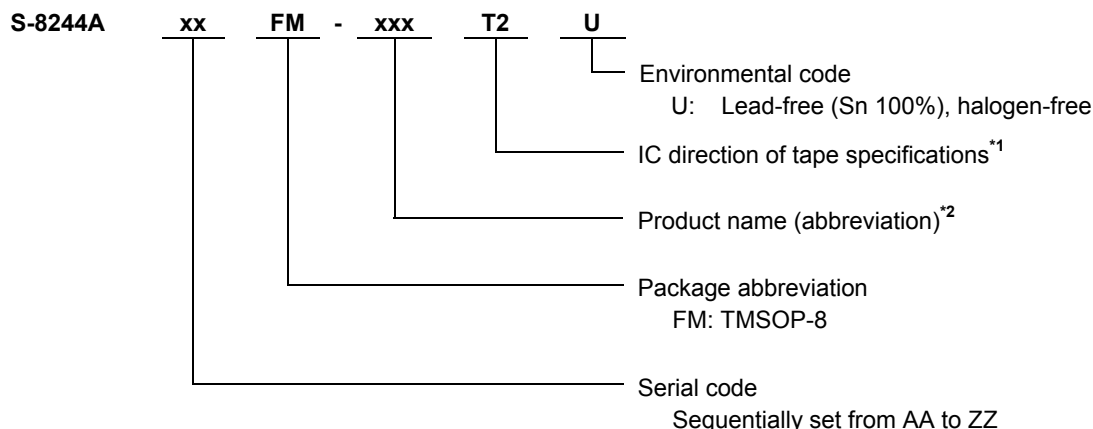 S-8244A xx FM - xxx T2 U
Environmental code
U: Lead-free (Sn 100%), halogen-free
IC direction of tape specifications*1
Product name (abbreviation)*2
Package abbreviation
FM: TMSOP-8
Serial code
Sequentially set from AA to ZZ